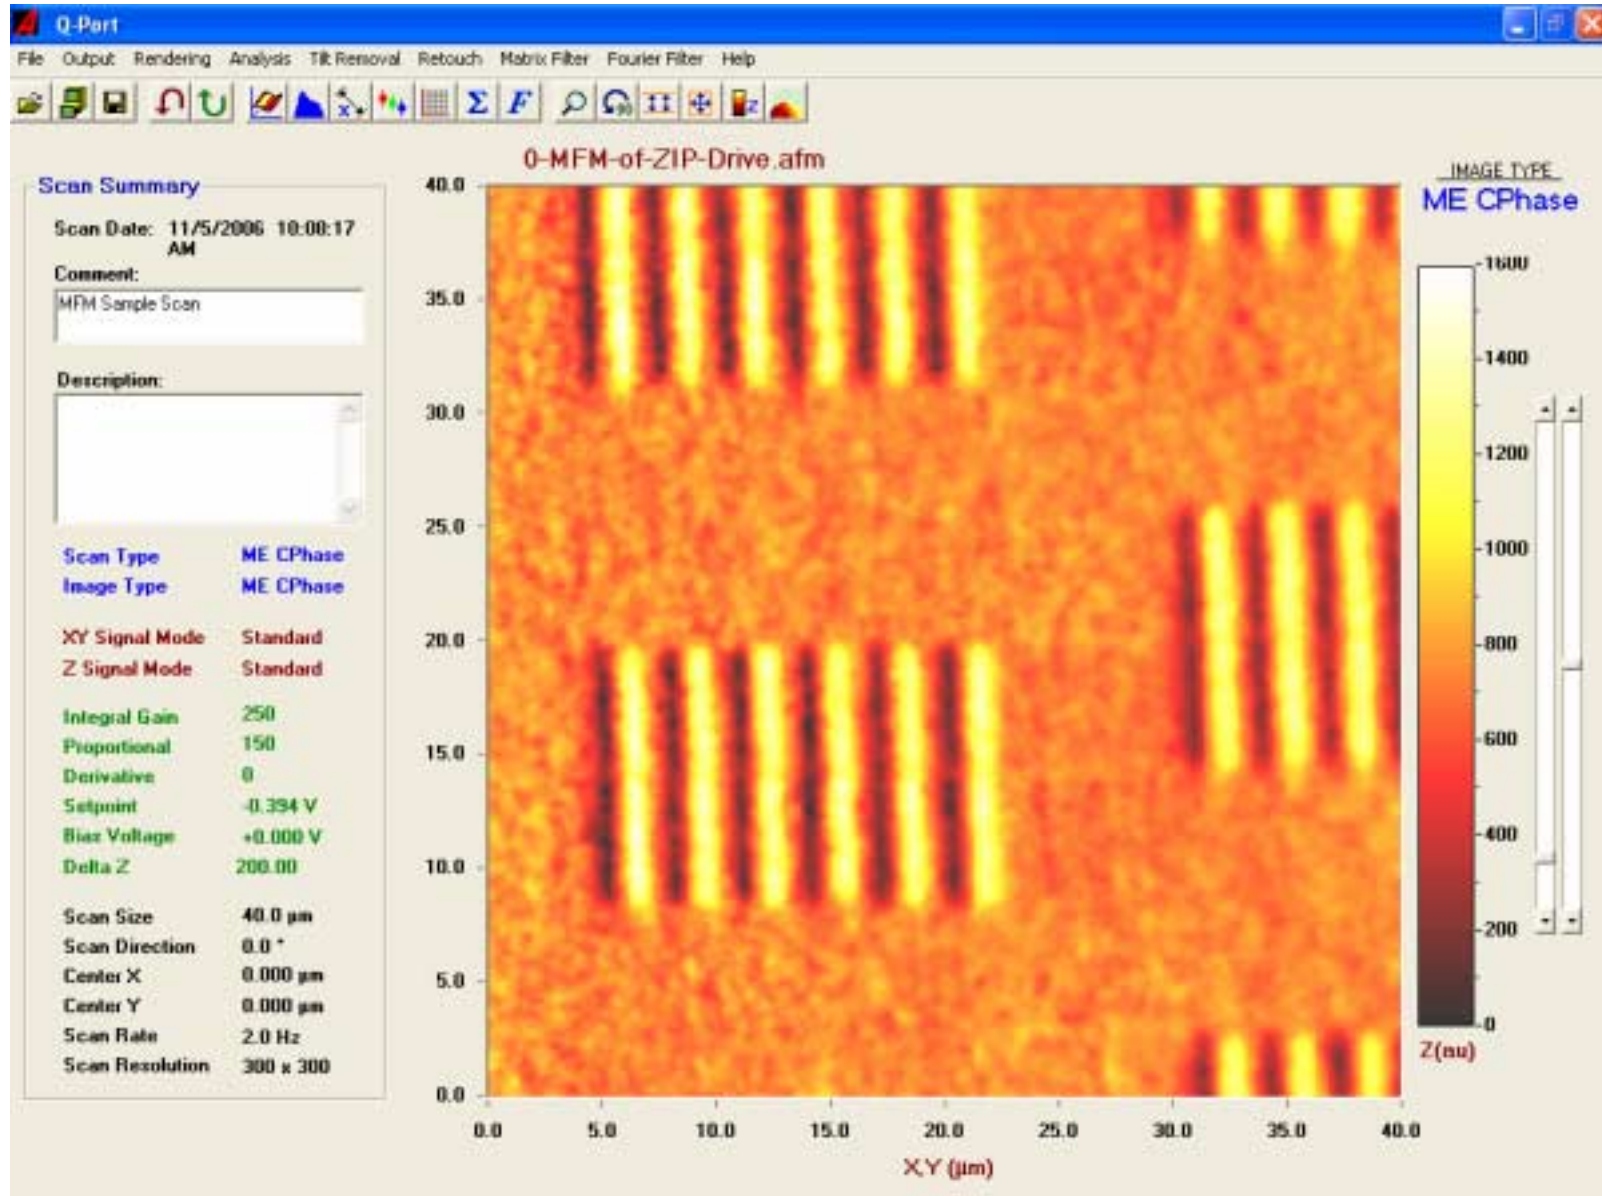 Q-Port
File Output Rendering Analysis Tilt Removal Retouch Matrix Filter Fourier Filter Help
0-MFM-of-ZIP-Drive.afm
Scan Summary
Scan Date: 11/5/2006 10:00:17
AM
Comment:
MFM Sample Scan
Description:
Scan Type ME CPhase
Image Type ME CPhase
XY Signal Mode Standard
Z Signal Mode Standard
Integral Gain 250
Proportional 150
Derivative 0
Setpoint -0.394 V
Bias Voltage +0.000 V
Delta Z 200.00
Scan Size 40.0 µm
Scan Direction 0.0 °
Center X 0.000 µm
Center Y 0.000 µm
Scan Rate 2.0 Hz
Scan Resolution 300 x 300
40.0
35.0
30.0
25.0
20.0
15.0
10.0
5.0
0.0
0.0 5.0 10.0 15.0 20.0 25.0 30.0 35.0 40.0
X,Y (µm)
IMAGE TYPE
ME CPhase
1600
1400
1200
1000
800
600
400
200
0
Z(au)